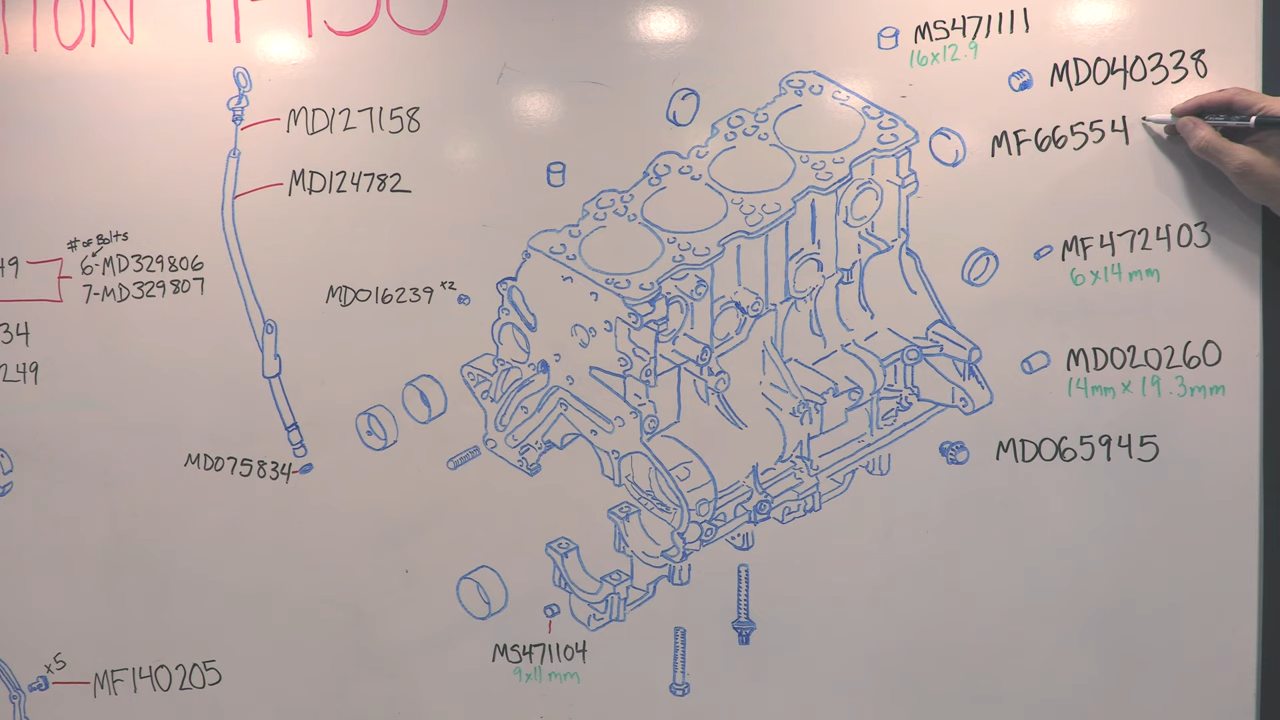 MS471111
16x12.9
MD040338
MD127158
MF66554
MD124782
# of Bolts
6-MD329806
7-MD329807
MF472403
6x14mm
MD016239 x2
34
249
MD020260
14mm x 19.3mm
MD065945
MD075834
MS471104
9x11mm
x5
MF140205